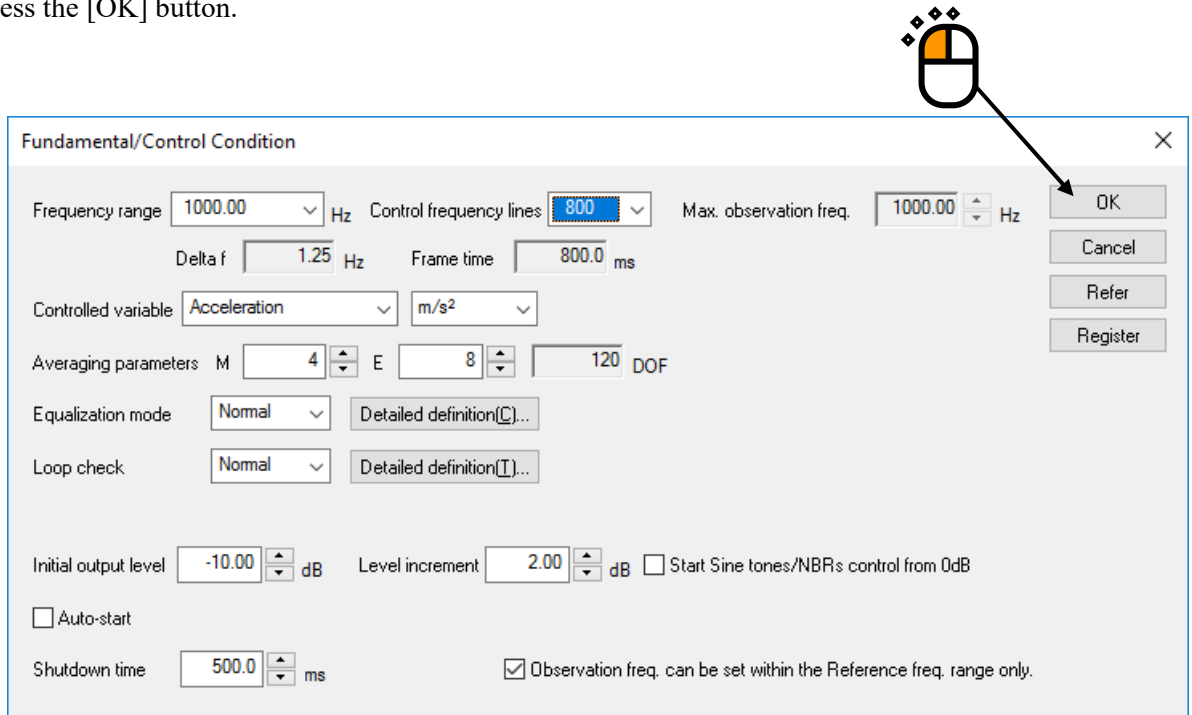 ess the [OK] button.
Fundamental/Control Condition
Frequency range 1000.00 Hz Control frequency lines 800 Max. observation freq. 1000.00 Hz OK
Delta f 1.25 Hz Frame time 800.0 ms Cancel
Controlled variable Acceleration m/s² Refer
Register
Averaging parameters M 4 E 8 120 DOF
Equalization mode Normal Detailed definition(C)...
Loop check Normal Detailed definition(T)...
Initial output level -10.00 dB Level increment 2.00 dB Start Sine tones/NBRs control from 0dB
Auto-start
Shutdown time 500.0 ms Observation freq. can be set within the Reference freq. range only.